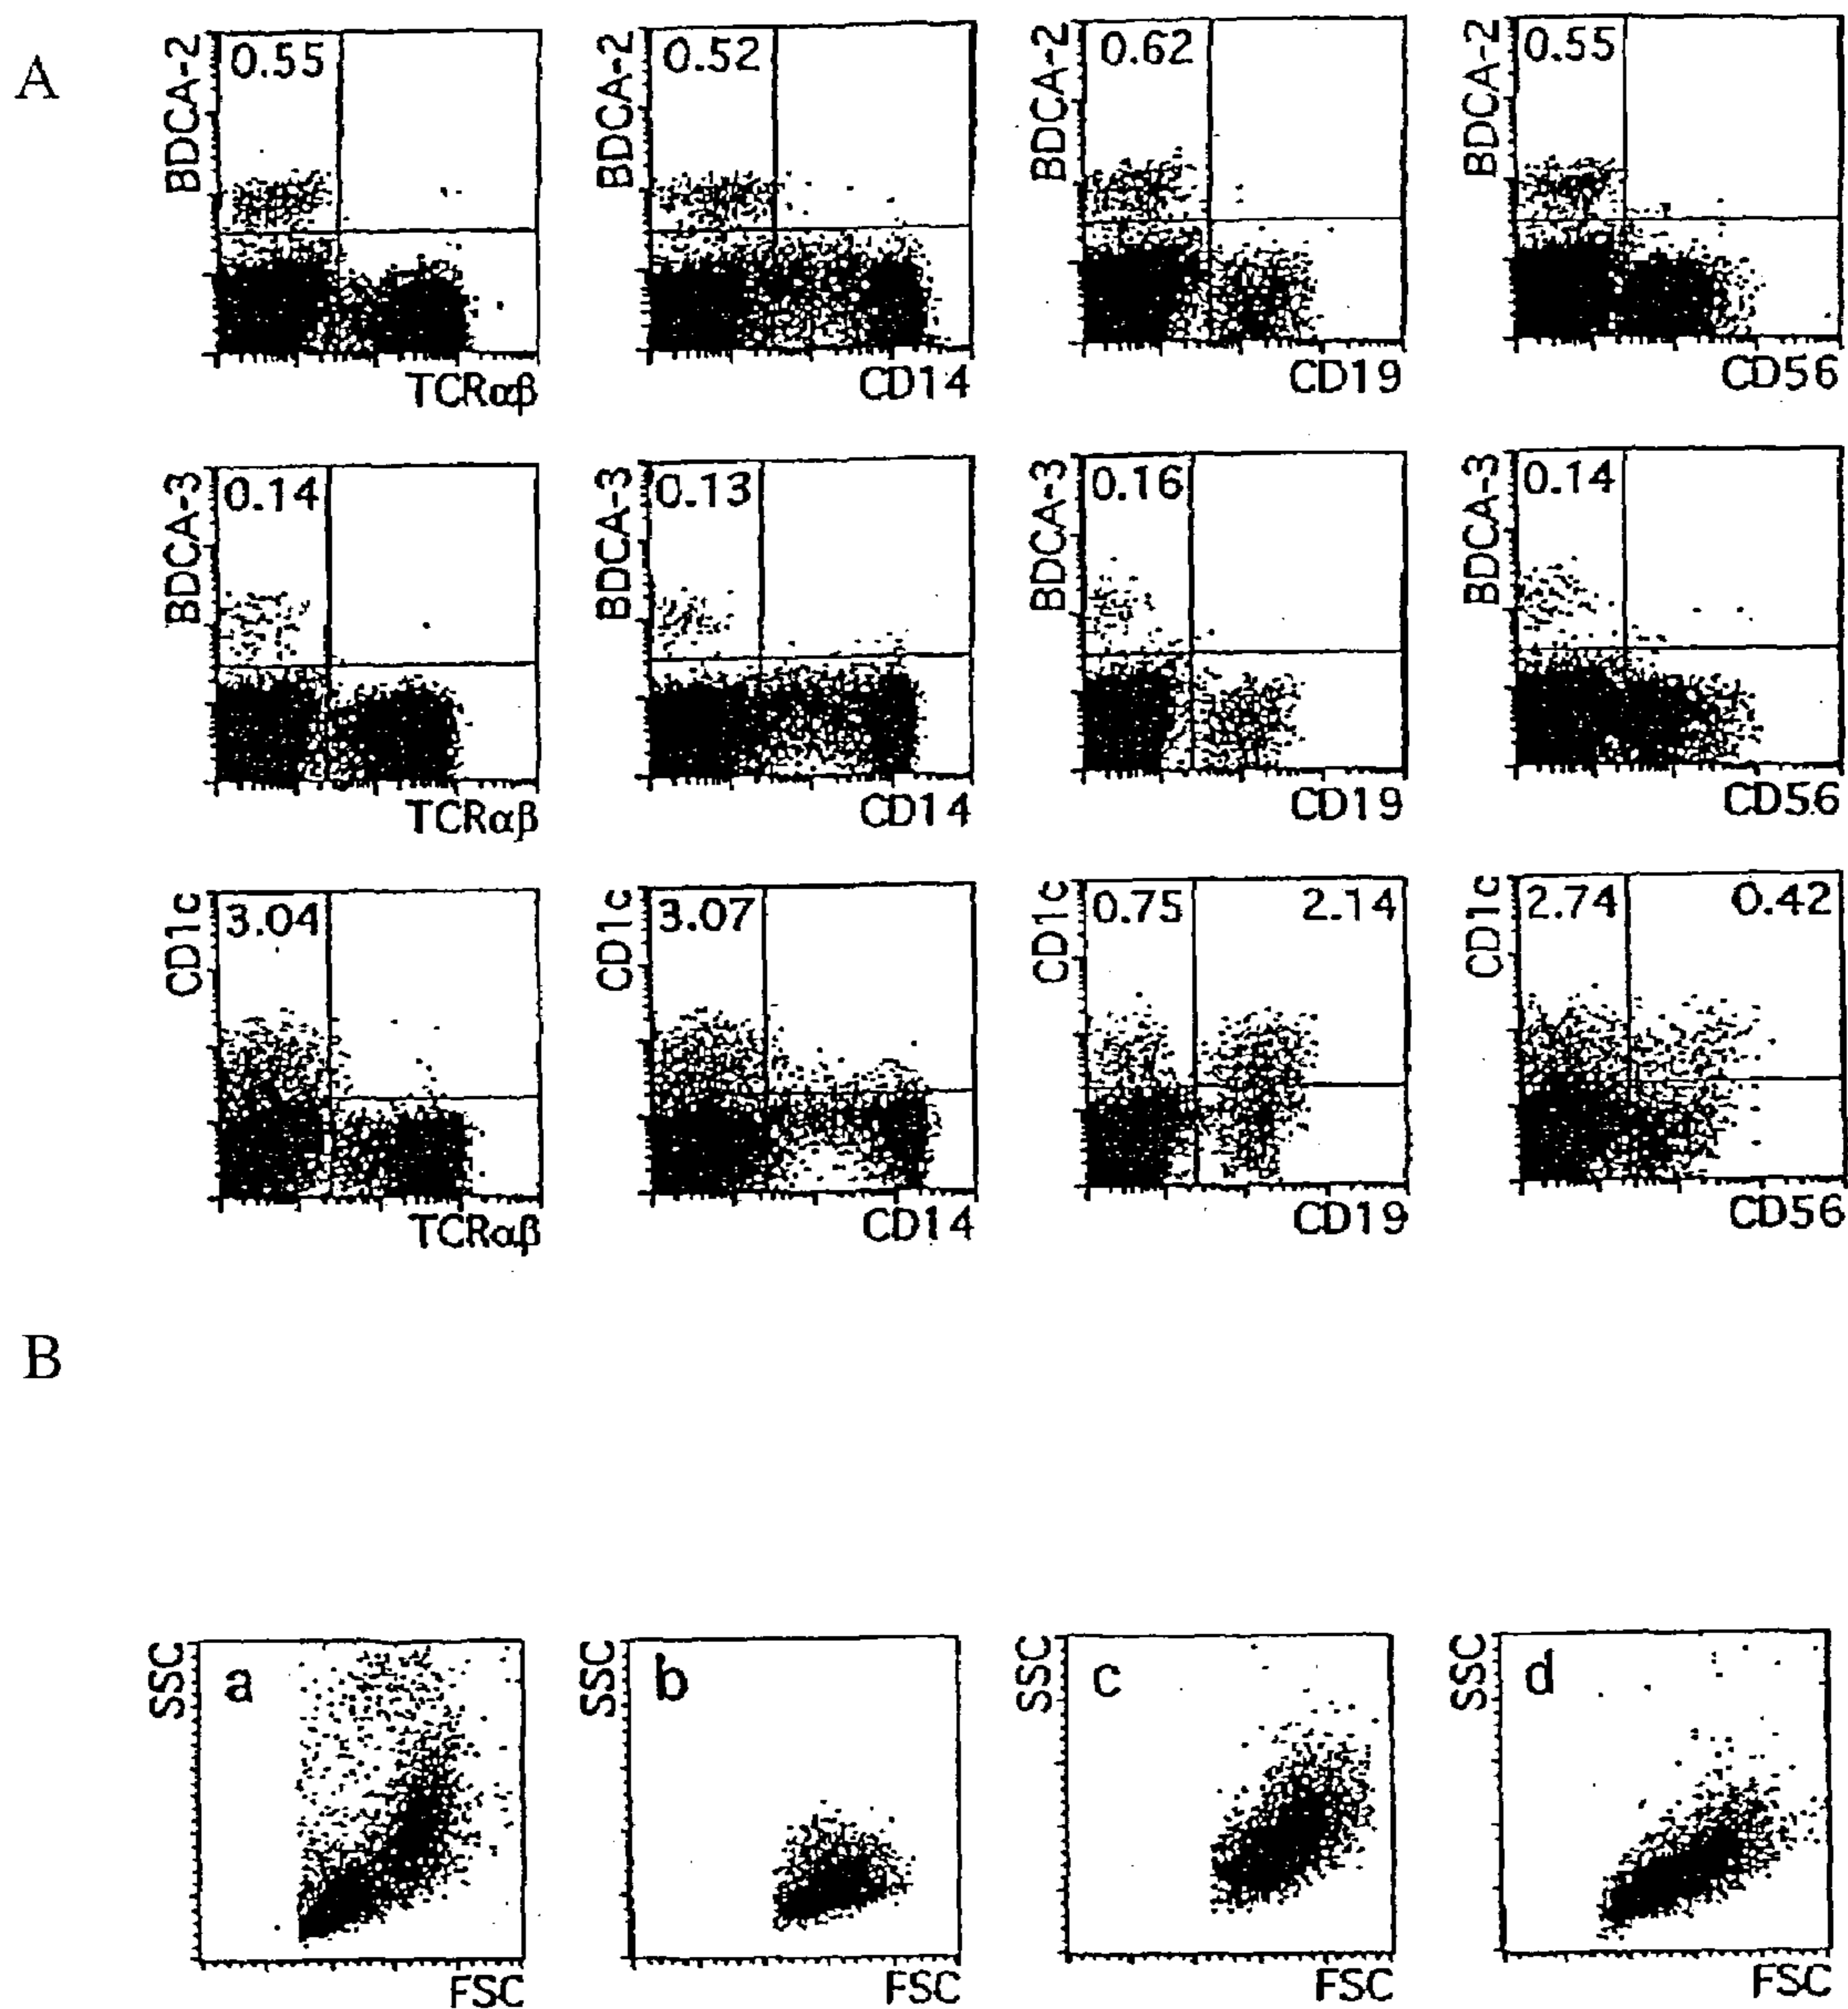 A
BDCA-2
0.55
TCRαβ
BDCA-2
0.52
CD14
BDCA-2
0.62
CD19
BDCA-2
0.55
CD56
BDCA-3
0.14
TCRαβ
BDCA-3
0.13
CD14
BDCA-3
0.16
CD19
BDCA-3
0.14
CD56
CD1c
3.04
TCRαβ
CD1c
3.07
CD14
CD1c
0.75 2.14
CD19
CD1c
2.74 0.42
CD56
B
SSC
a
FSC
SSC
b
FSC
SSC
c
FSC
SSC
d
FSC